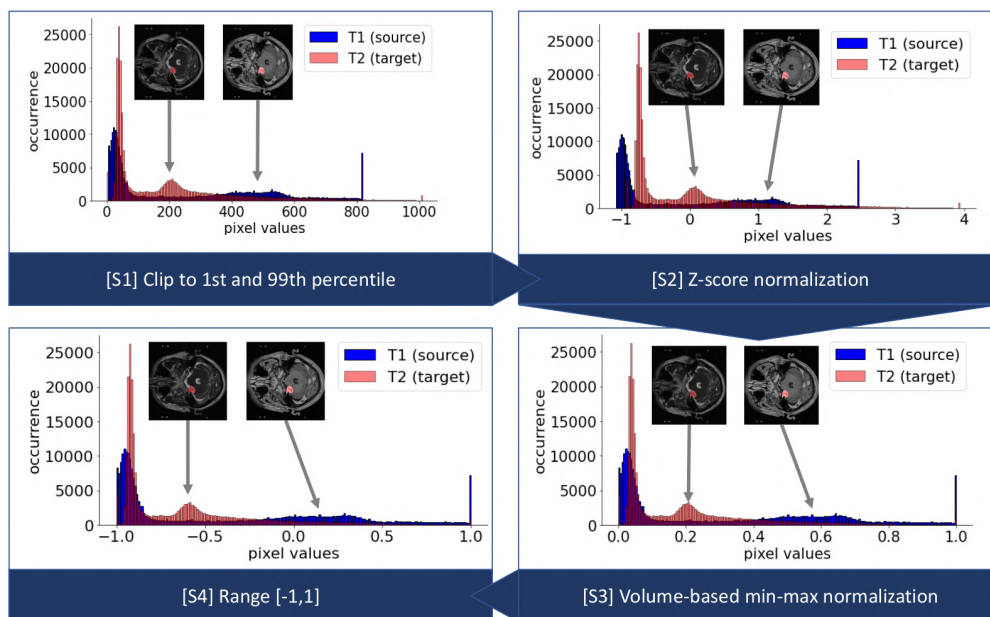 T1 (source)
T2 (target)
occurrence
25000
20000
15000
10000
5000
0
0 200 400 600 800 1000
pixel values
[S1] Clip to 1st and 99th percentile
T1 (source)
T2 (target)
occurrence
25000
20000
15000
10000
5000
0
−1 0 1 2 3 4
pixel values
[S2] Z-score normalization
T1 (source)
T2 (target)
occurrence
25000
20000
15000
10000
5000
0
−1.0 −0.5 0.0 0.5 1.0
pixel values
[S4] Range [-1,1]
T1 (source)
T2 (target)
occurrence
25000
20000
15000
10000
5000
0
0.0 0.2 0.4 0.6 0.8 1.0
pixel values
[S3] Volume-based min-max normalization